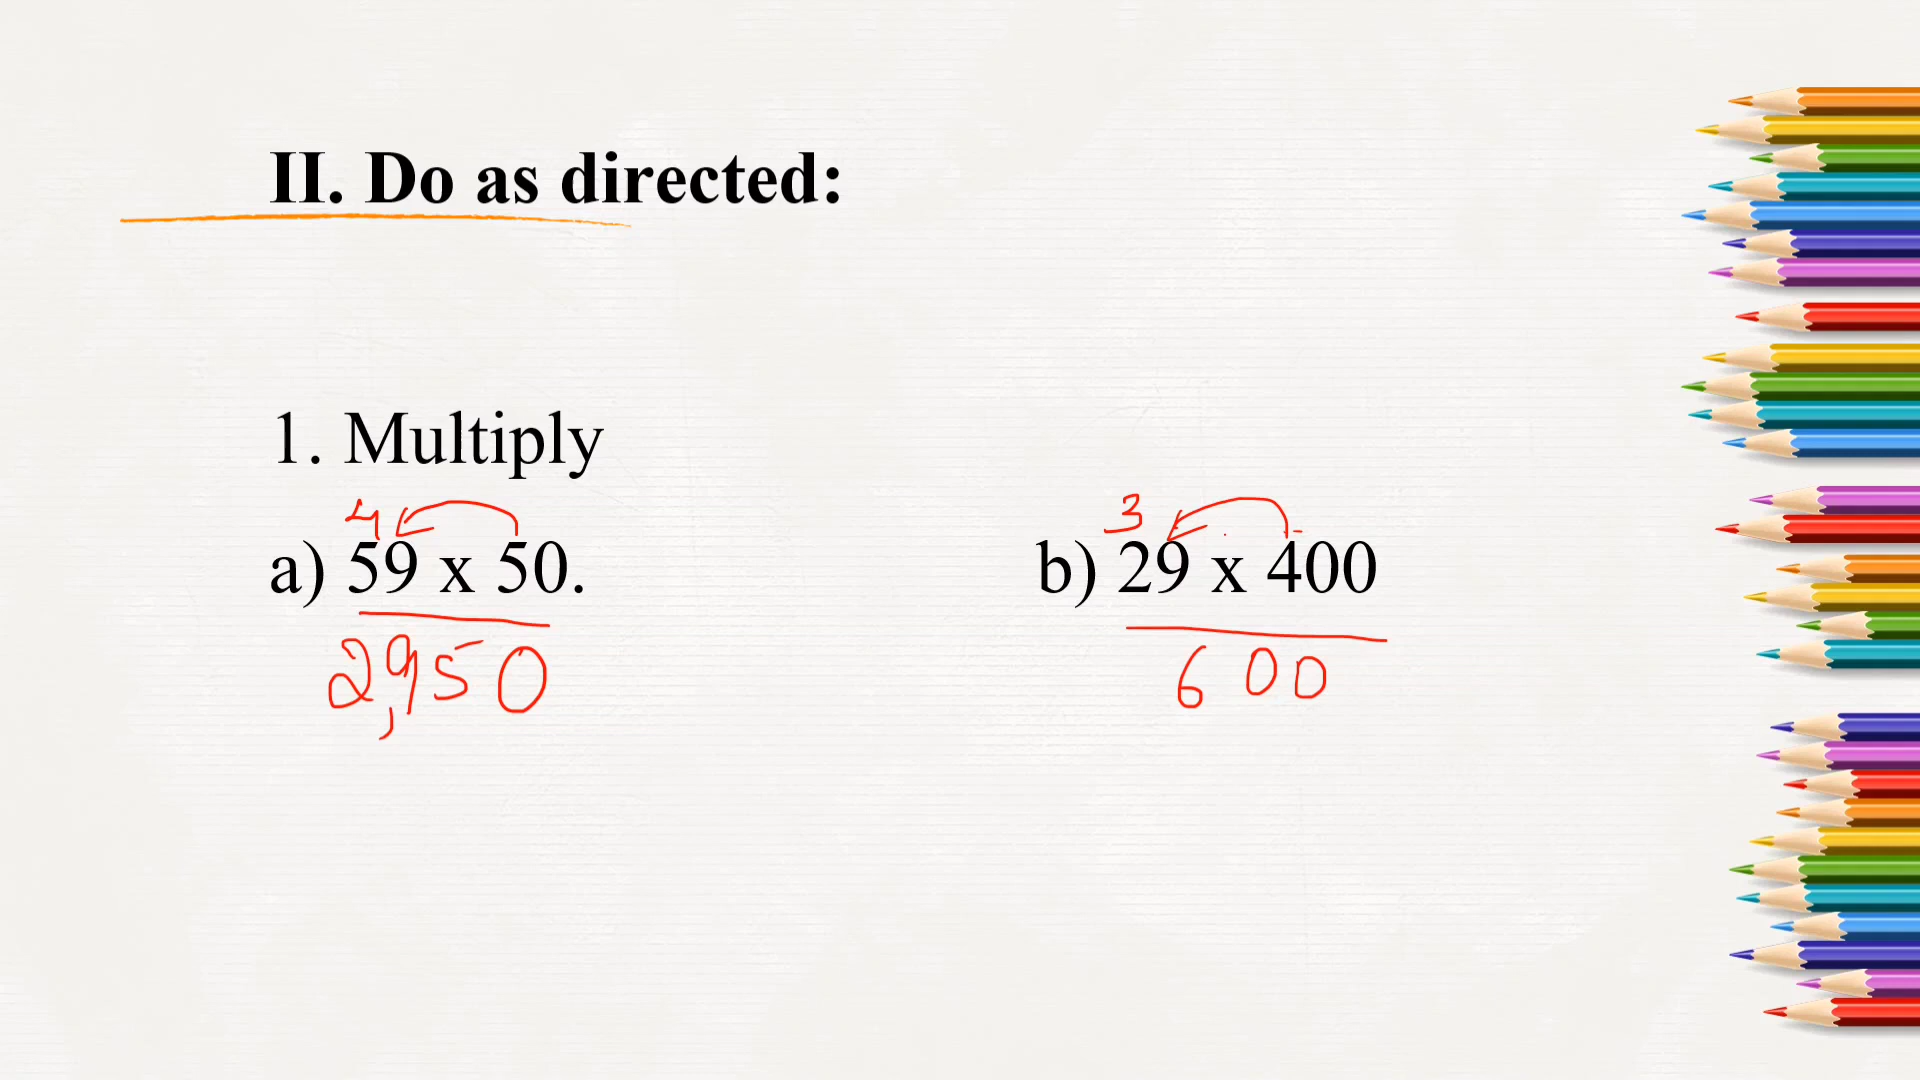 II. Do as directed:
1. Multiply
4
a) 59 x 50.
2,950
3
b) 29 x 400
600